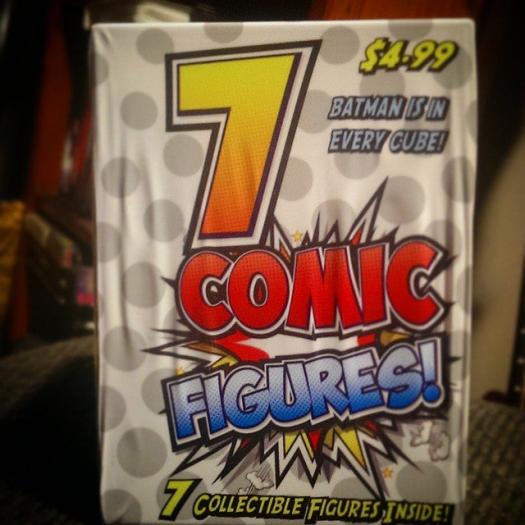 7
$4.99
BATMAN IS IN
EVERY CUBE!
COMIC
FIGURES!
7 COLLECTIBLE FIGURES INSIDE!